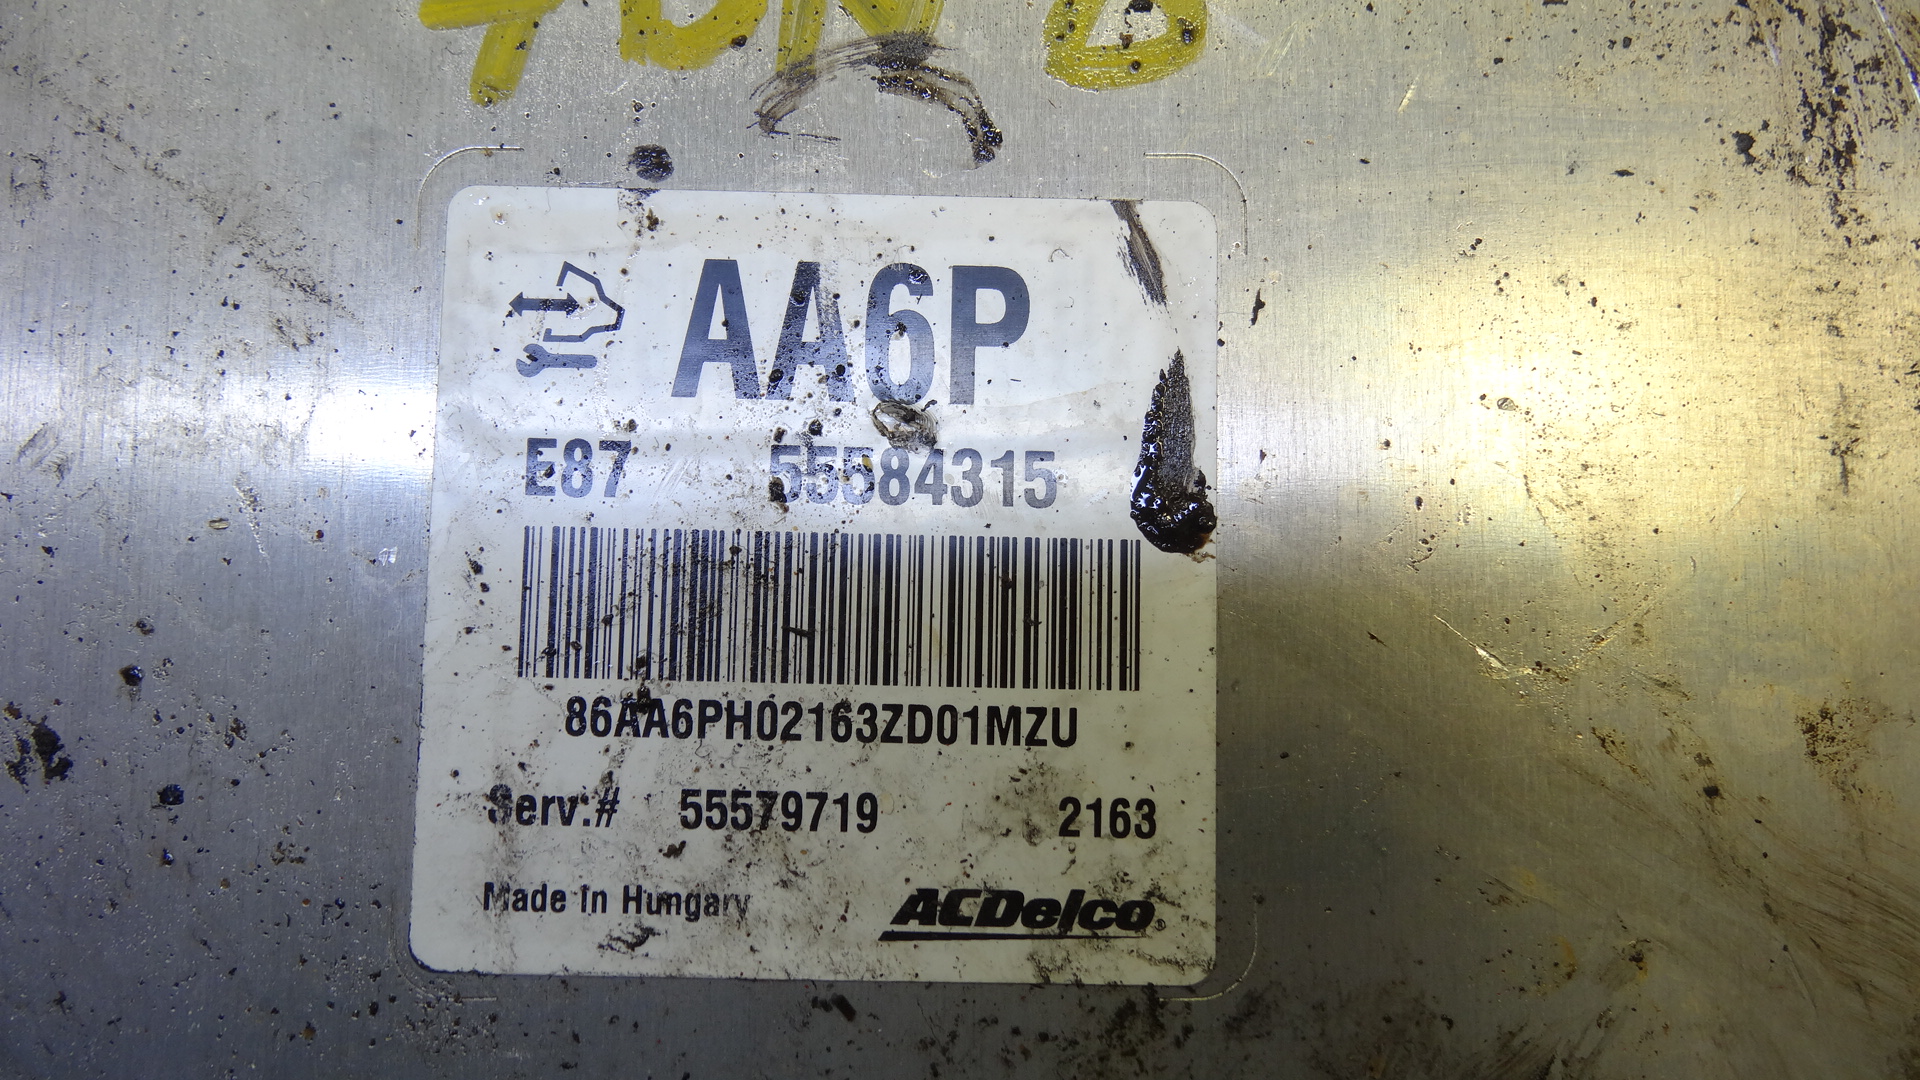 AA6P
E87 55584315
86AA6PH02163ZD01MZU
Serv.# 55579719 2163
Made in Hungary
ACDelco®